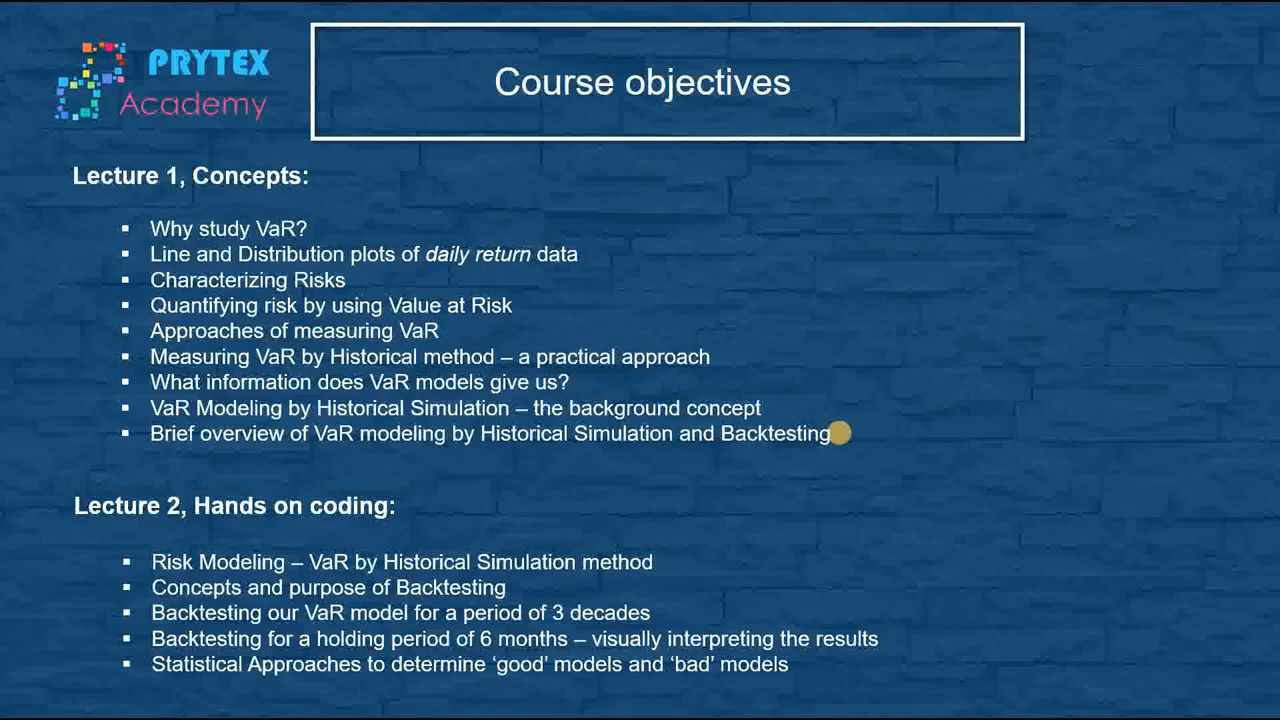 PRYTEX
Academy
Course objectives
Lecture 1, Concepts:
▪ Why study VaR?
▪ Line and Distribution plots of daily return data
▪ Characterizing Risks
▪ Quantifying risk by using Value at Risk
▪ Approaches of measuring VaR
▪ Measuring VaR by Historical method – a practical approach
▪ What information does VaR models give us?
▪ VaR Modeling by Historical Simulation – the background concept
▪ Brief overview of VaR modeling by Historical Simulation and Backtesting
Lecture 2, Hands on coding:
▪ Risk Modeling – VaR by Historical Simulation method
▪ Concepts and purpose of Backtesting
▪ Backtesting our VaR model for a period of 3 decades
▪ Backtesting for a holding period of 6 months – visually interpreting the results
▪ Statistical Approaches to determine ‘good’ models and ‘bad’ models